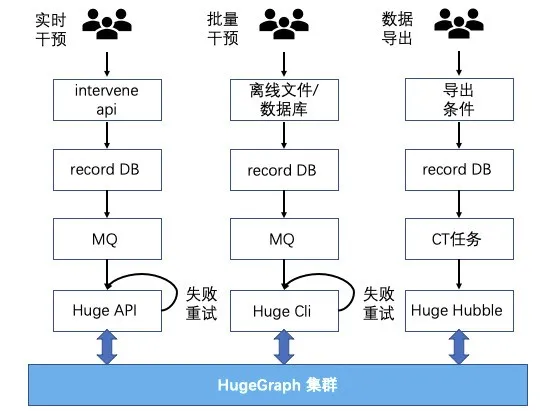 实时
干预
批量
干预
数据
导出
intervene
api
离线文件/
数据库
导出
条件
record DB
record DB
record DB
MQ
MQ
CT任务
Huge API
失败
重试
Huge Cli
失败
重试
Huge Hubble
HugeGraph 集群